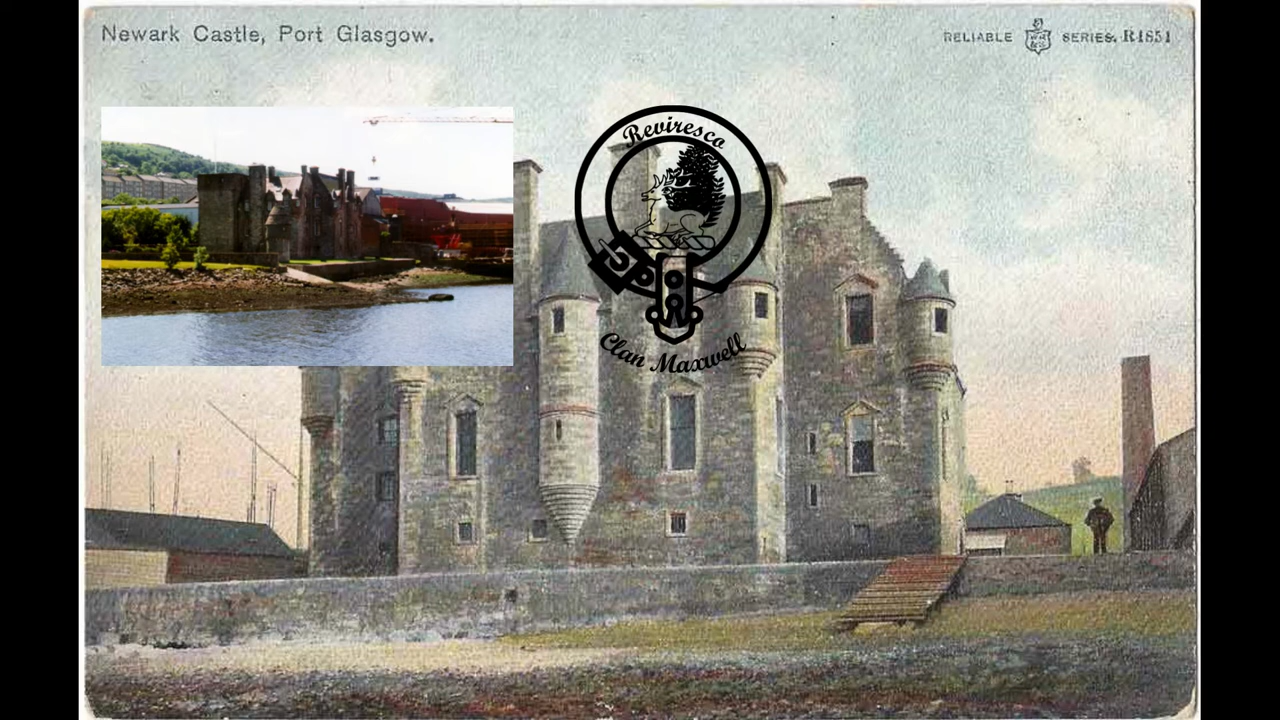 Newark Castle, Port Glasgow.
RELIABLE SERIES. R1851
Reviresco
Clan Maxwell